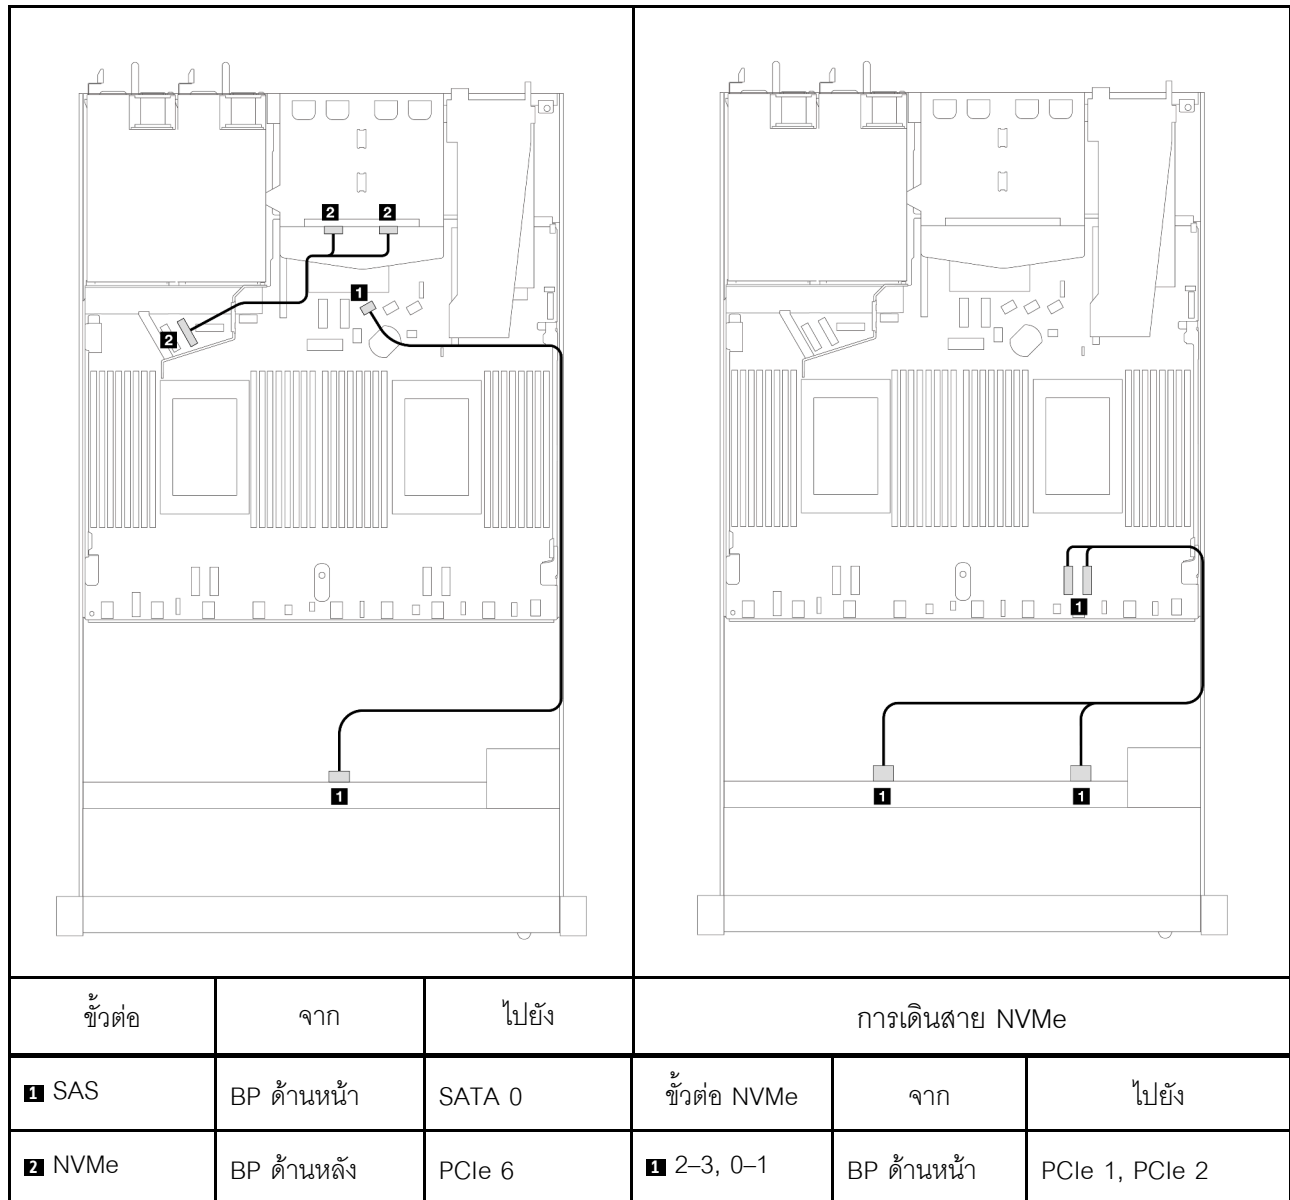 2 2
1
2
1
1
1 1
ขั้วต่อ จาก ไปยัง การเดินสาย NVMe
1 SAS BP ด้านหน้า SATA 0 ขั้วต่อ NVMe จาก ไปยัง
2 NVMe BP ด้านหลัง PCIe 6 1 2–3, 0–1 BP ด้านหน้า PCIe 1, PCIe 2